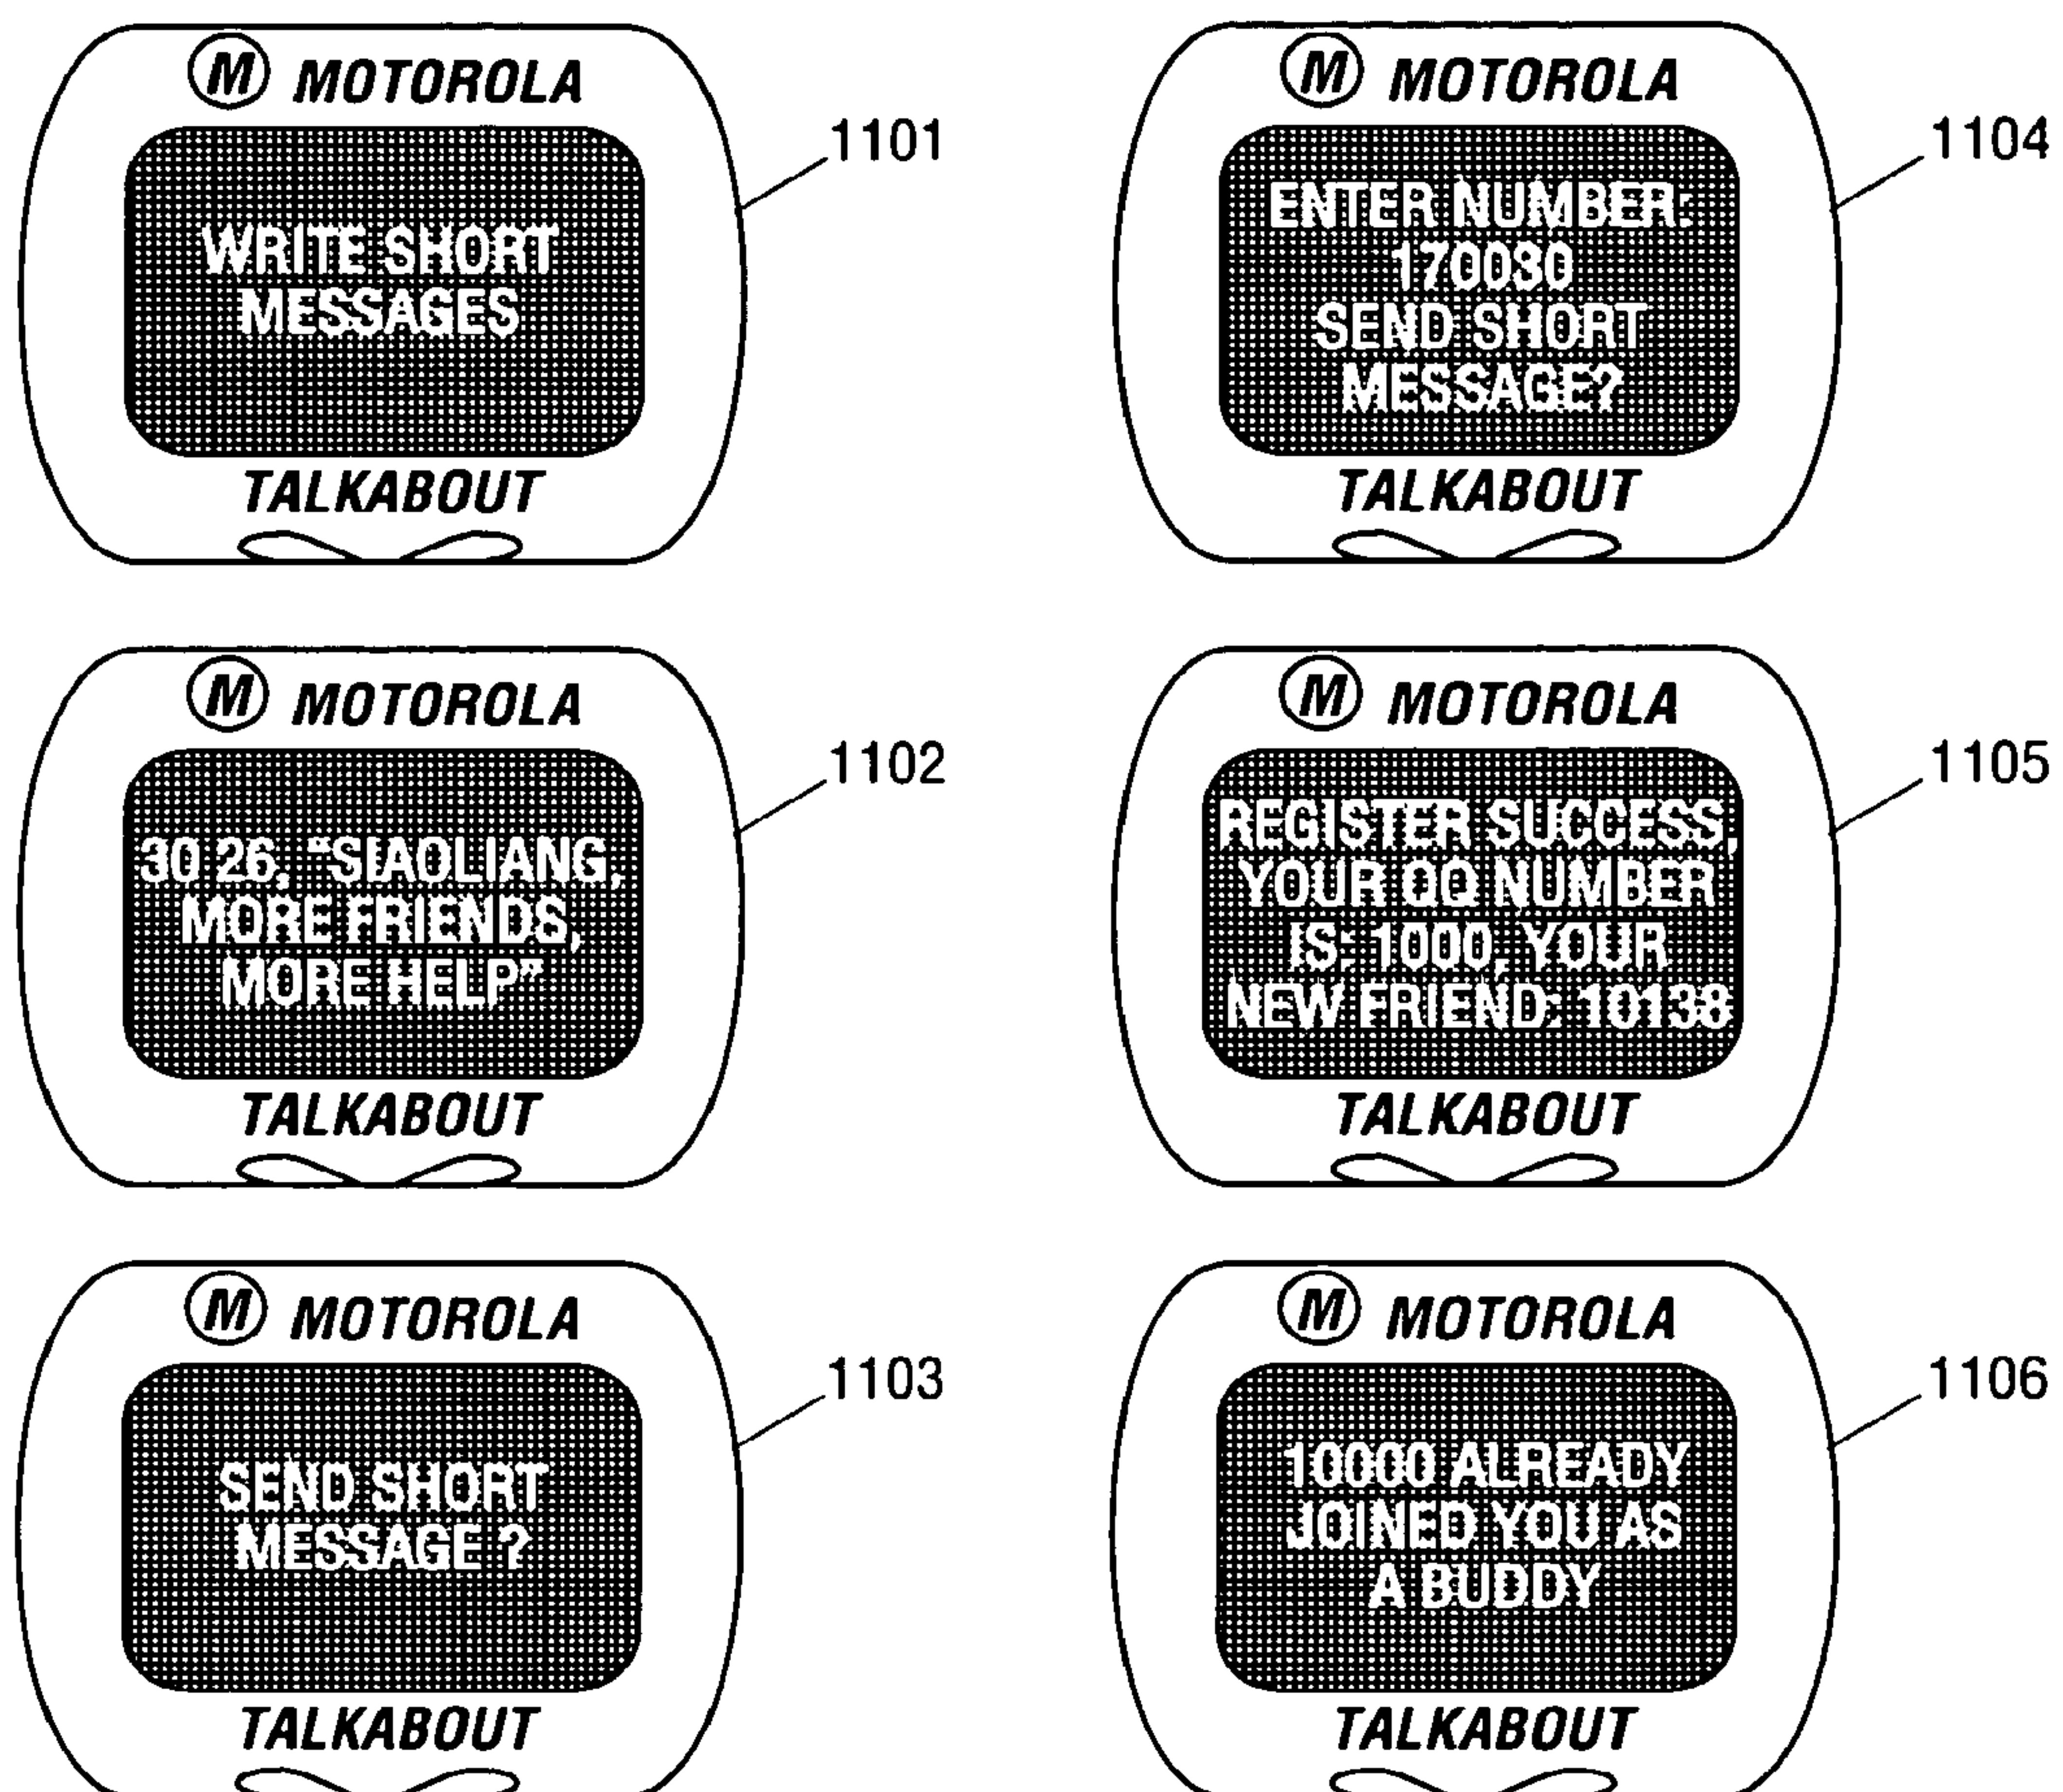 M MOTOROLA
1101
WRITE SHORT
MESSAGES
TALKABOUT
M MOTOROLA
1102
30 26, "SIAOLIANG,
MORE FRIENDS,
MORE HELP"
TALKABOUT
M MOTOROLA
1103
SEND SHORT
MESSAGE ?
TALKABOUT
M MOTOROLA
1104
ENTER NUMBER:
170030
SEND SHORT
MESSAGE?
TALKABOUT
M MOTOROLA
1105
REGISTER SUCCESS,
YOUR QQ NUMBER
IS: 1000, YOUR
NEW FRIEND: 10138
TALKABOUT
M MOTOROLA
1106
10000 ALREADY
JOINED YOU AS
A BUDDY
TALKABOUT